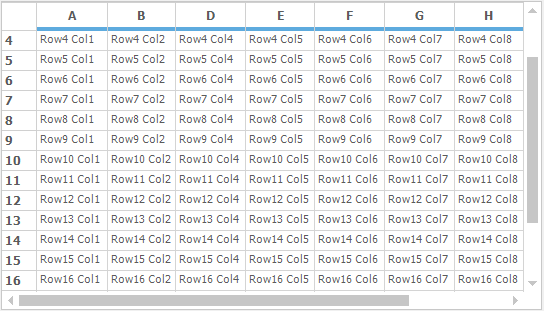 A B D E F G H
4 Row4 Col1 Row4 Col2 Row4 Col4 Row4 Col5 Row4 Col6 Row4 Col7 Row4 Col8
5 Row5 Col1 Row5 Col2 Row5 Col4 Row5 Col5 Row5 Col6 Row5 Col7 Row5 Col8
6 Row6 Col1 Row6 Col2 Row6 Col4 Row6 Col5 Row6 Col6 Row6 Col7 Row6 Col8
7 Row7 Col1 Row7 Col2 Row7 Col4 Row7 Col5 Row7 Col6 Row7 Col7 Row7 Col8
8 Row8 Col1 Row8 Col2 Row8 Col4 Row8 Col5 Row8 Col6 Row8 Col7 Row8 Col8
9 Row9 Col1 Row9 Col2 Row9 Col4 Row9 Col5 Row9 Col6 Row9 Col7 Row9 Col8
10 Row10 Col1 Row10 Col2 Row10 Col4 Row10 Col5 Row10 Col6 Row10 Col7 Row10 Col8
11 Row11 Col1 Row11 Col2 Row11 Col4 Row11 Col5 Row11 Col6 Row11 Col7 Row11 Col8
12 Row12 Col1 Row12 Col2 Row12 Col4 Row12 Col5 Row12 Col6 Row12 Col7 Row12 Col8
13 Row13 Col1 Row13 Col2 Row13 Col4 Row13 Col5 Row13 Col6 Row13 Col7 Row13 Col8
14 Row14 Col1 Row14 Col2 Row14 Col4 Row14 Col5 Row14 Col6 Row14 Col7 Row14 Col8
15 Row15 Col1 Row15 Col2 Row15 Col4 Row15 Col5 Row15 Col6 Row15 Col7 Row15 Col8
16 Row16 Col1 Row16 Col2 Row16 Col4 Row16 Col5 Row16 Col6 Row16 Col7 Row16 Col8